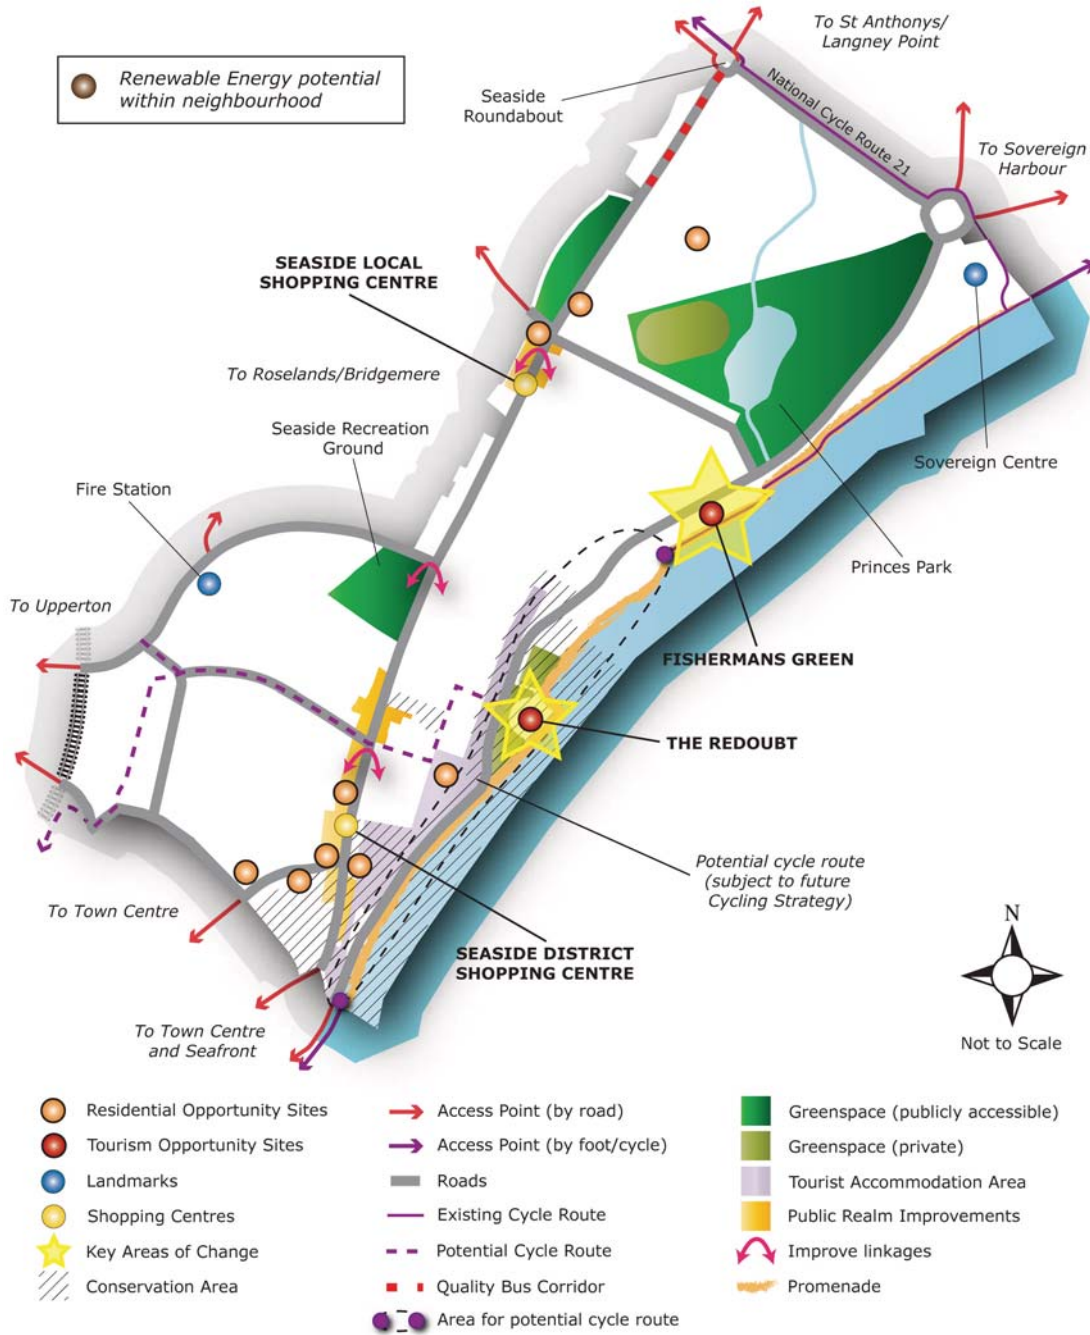 Renewable Energy potential
within neighbourhood
To St Anthonys/
Langney Point
Seaside
Roundabout
National Cycle Route 21
To Sovereign
Harbour
SEASIDE LOCAL
SHOPPING CENTRE
To Roselands/Bridgemere
Seaside Recreation
Ground
Fire Station
Sovereign Centre
Princes Park
To Upperton
FISHERMANS GREEN
THE REDOUBT
Potential cycle route
(subject to future
Cycling Strategy)
To Town Centre
SEASIDE DISTRICT
SHOPPING CENTRE
To Town Centre
and Seafront
N
Not to Scale
Residential Opportunity Sites
Tourism Opportunity Sites
Landmarks
Shopping Centres
Key Areas of Change
Conservation Area
Access Point (by road)
Access Point (by foot/cycle)
Roads
Existing Cycle Route
Potential Cycle Route
Quality Bus Corridor
Area for potential cycle route
Greenspace (publicly accessible)
Greenspace (private)
Tourist Accommodation Area
Public Realm Improvements
Improve linkages
Promenade